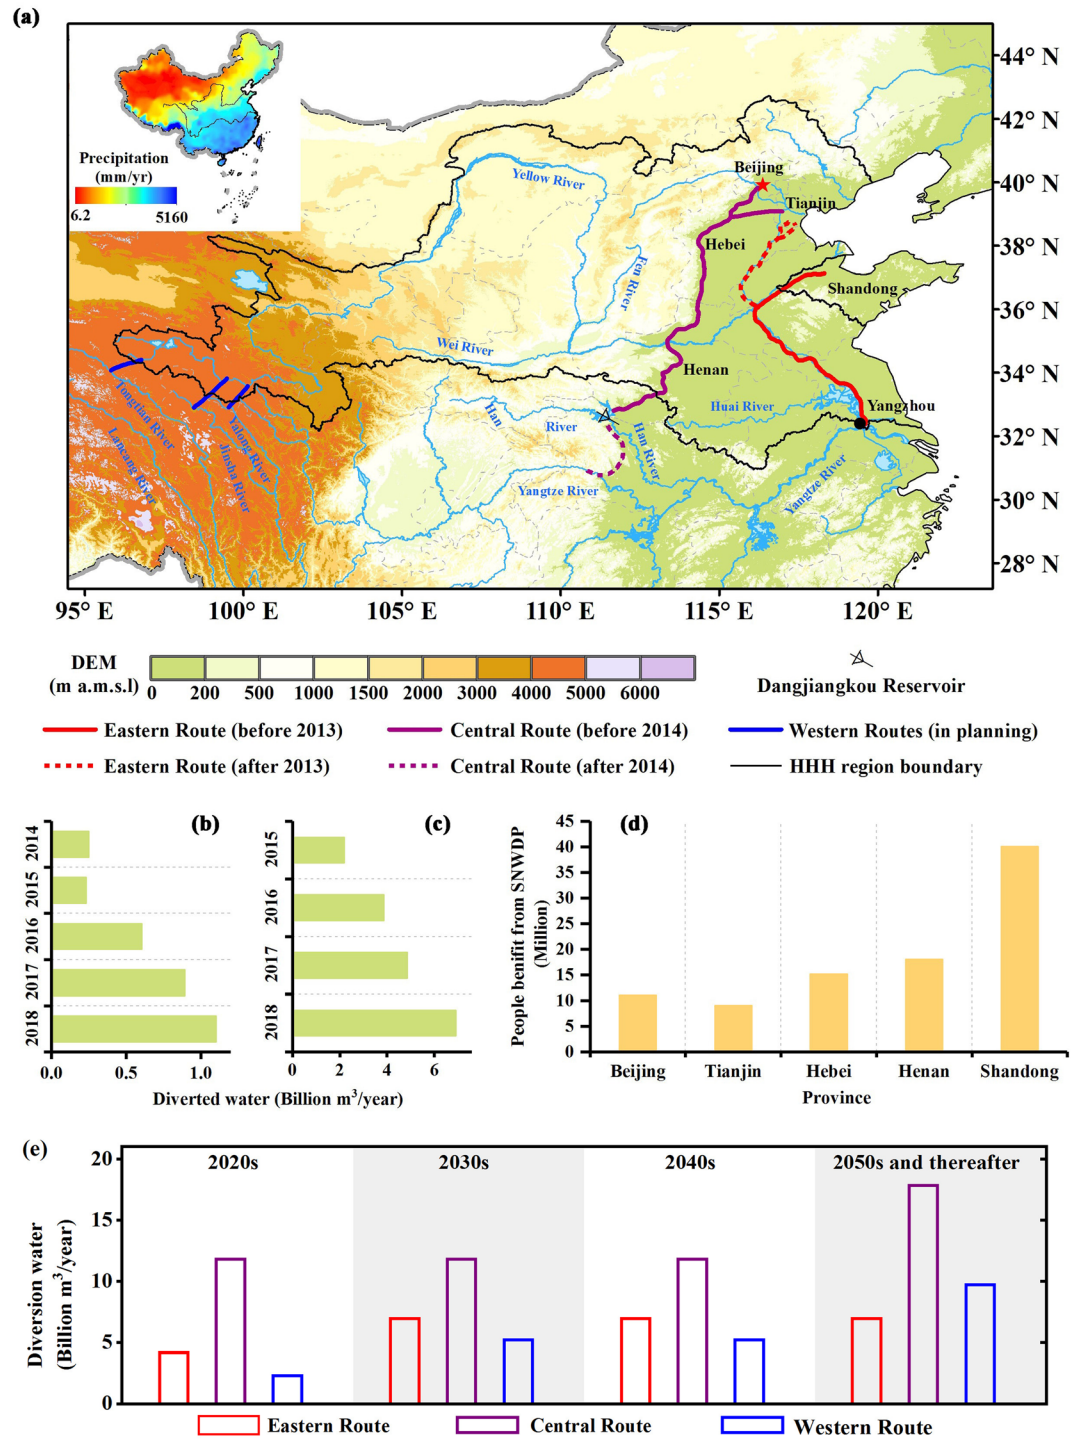 (a)
44° N
42° N
40° N
38° N
36° N
34° N
32° N
30° N
28° N
95° E
100° E
105° E
110° E
115° E
120° E
Precipitation
(mm/yr)
6.2
5160
Yellow River
Beijing
Tianjin
Hebei
Fen River
Shandong
Wei River
Henan
Huai River
Yangzhou
Han
River
Han River
Yangtze River
Yangtze River
Tongtian River
Lancang River
Yalong River
Jinsha River
DEM
(m a.m.s.l)
0 200 500 1000 1500 2000 3000 4000 5000 6000
Dangjiangkou Reservoir
Eastern Route (before 2013)
Central Route (before 2014)
Western Routes (in planning)
Eastern Route (after 2013)
Central Route (after 2014)
HHH region boundary
(b)
2014
2015
2016
2017
2018
0.0 0.5 1.0
(c)
2015
2016
2017
2018
0 2 4 6
Diverted water (Billion m³/year)
(d)
People benifit from SNWDP
(Million)
45
40
35
30
25
20
15
10
5
0
Beijing Tianjin Hebei Henan Shandong
Province
(e)
Diversion water
(Billion m³/year)
20
15
10
5
0
2020s
2030s
2040s
2050s and thereafter
Eastern Route
Central Route
Western Route